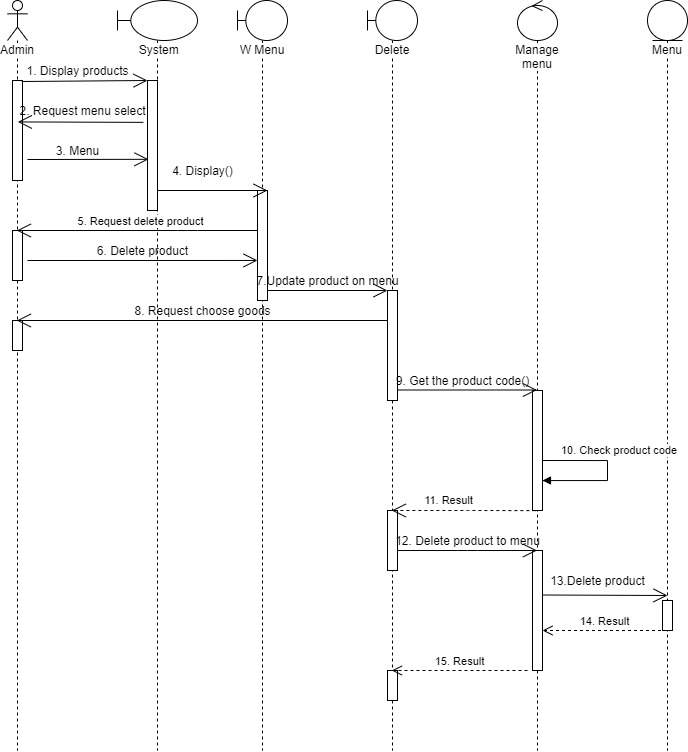 Admin
System
W Menu
Delete
Manage
menu
Menu
1. Display products
2. Request menu select
3. Menu
4. Display()
5. Request delete product
6. Delete product
7.Update product on menu
8. Request choose goods
9. Get the product code()
10. Check product code
11. Result
12. Delete product to menu
13.Delete product
14. Result
15. Result